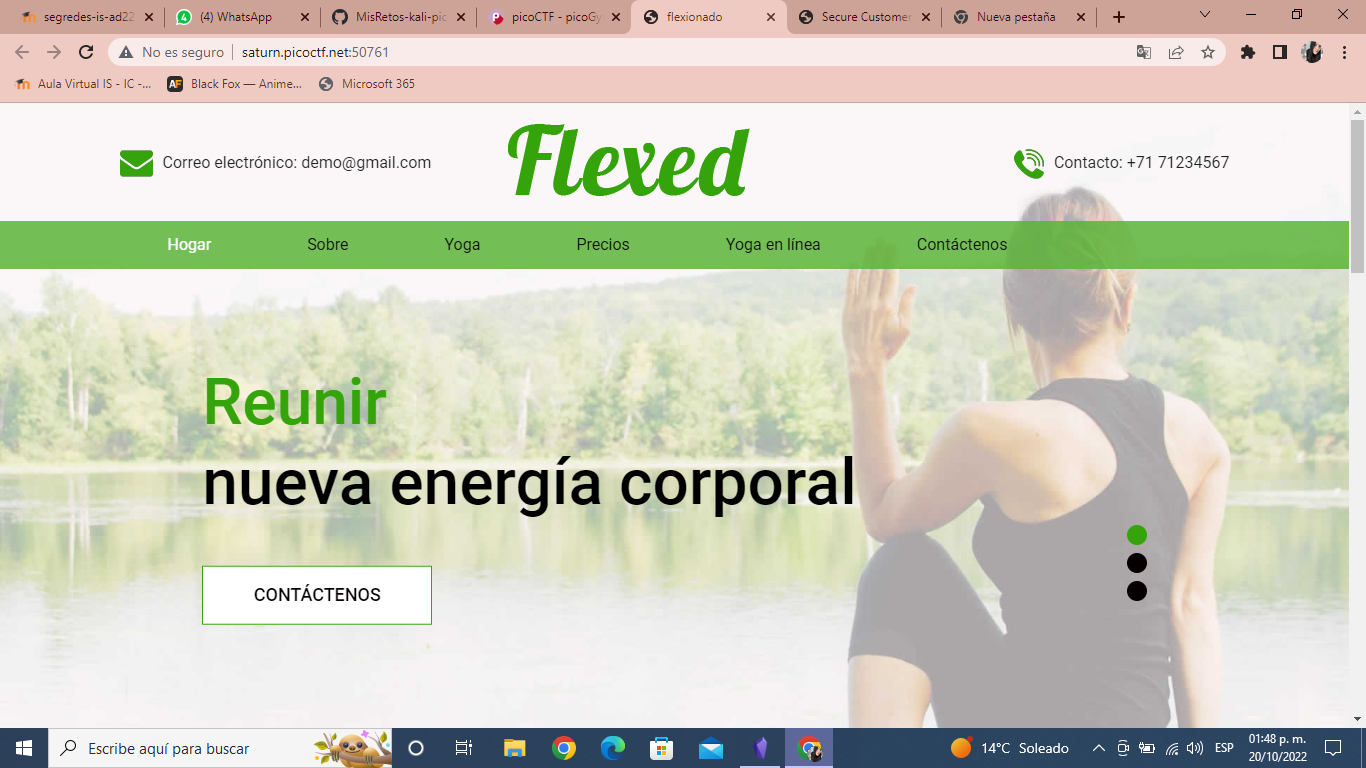 segredes-is-ad22
(4) WhatsApp
MisRetos-kali-pic
picoCTF - picoGy
flexionado
Secure Customer
Nueva pestaña
No es seguro
saturn.picoctf.net:50761
Aula Virtual IS - IC -...
Black Fox — Anime...
Microsoft 365
Correo electrónico: demo@gmail.com
Flexed
Contacto: +71 71234567
Hogar
Sobre
Yoga
Precios
Yoga en línea
Contáctenos
Reunir
nueva energía corporal
CONTÁCTENOS
Escribe aquí para buscar
14°C Soleado
ESP
01:48 p. m.
20/10/2022